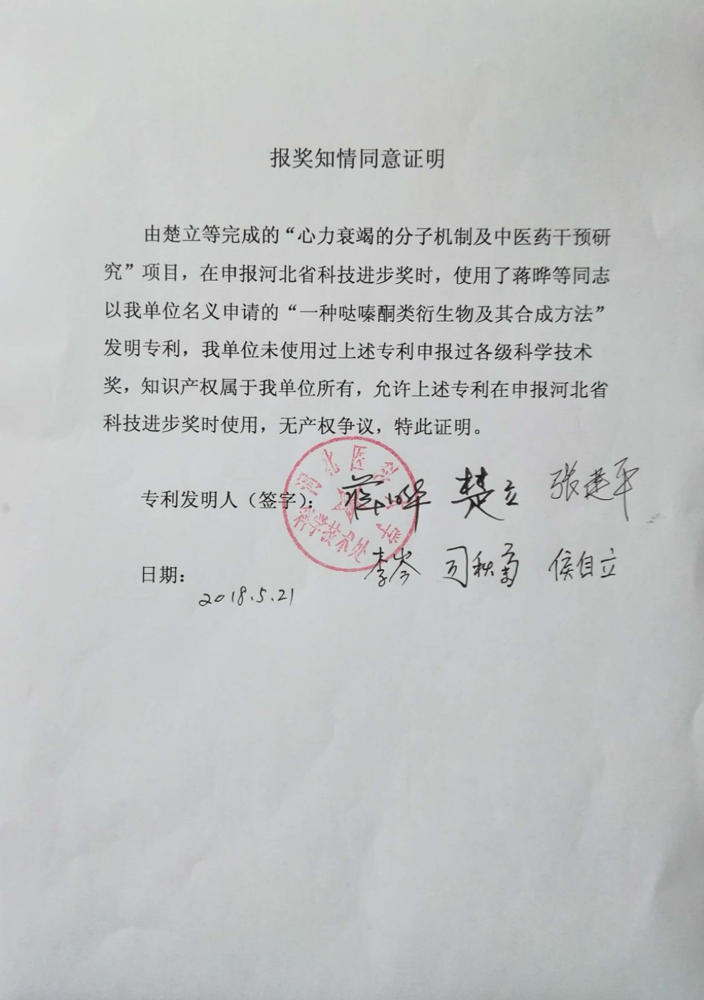 报奖知情同意证明
由楚立等完成的“心力衰竭的分子机制及中医药干预研
究”项目，在申报河北省科技进步奖时，使用了蒋晔等同志
以我单位名义申请的“一种哒嗪酮类衍生物及其合成方法”
发明专利，我单位未使用过上述专利申报过各级科学技术
奖，知识产权属于我单位所有，允许上述专利在申报河北省
科技进步奖时使用，无产权争议，特此证明。
河北医科大学
科学技术处
专利发明人（签字）： 蒋晔 楚立 张建平
李岑 司秋菊 侯自立
日期：
2018.5.21